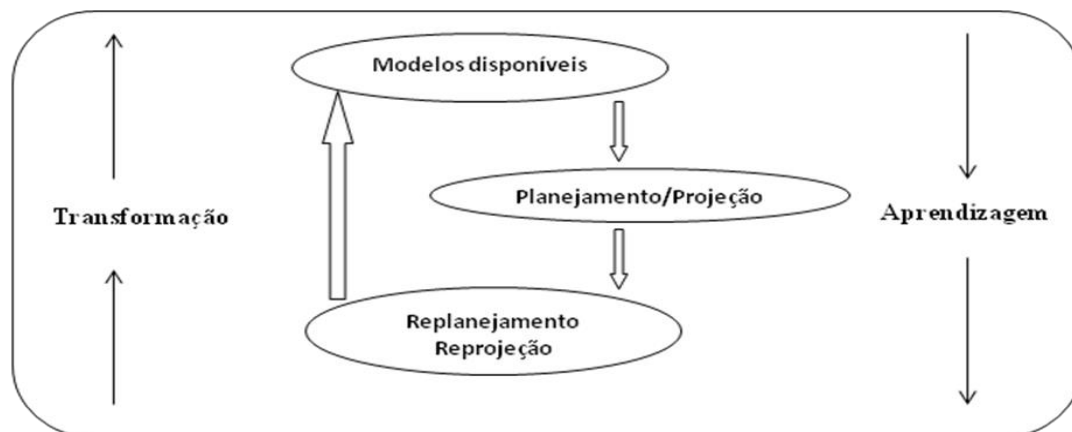 Modelos disponíveis
Planejamento/Projeção
Transformação
Aprendizagem
Replanejamento
Reprojeção